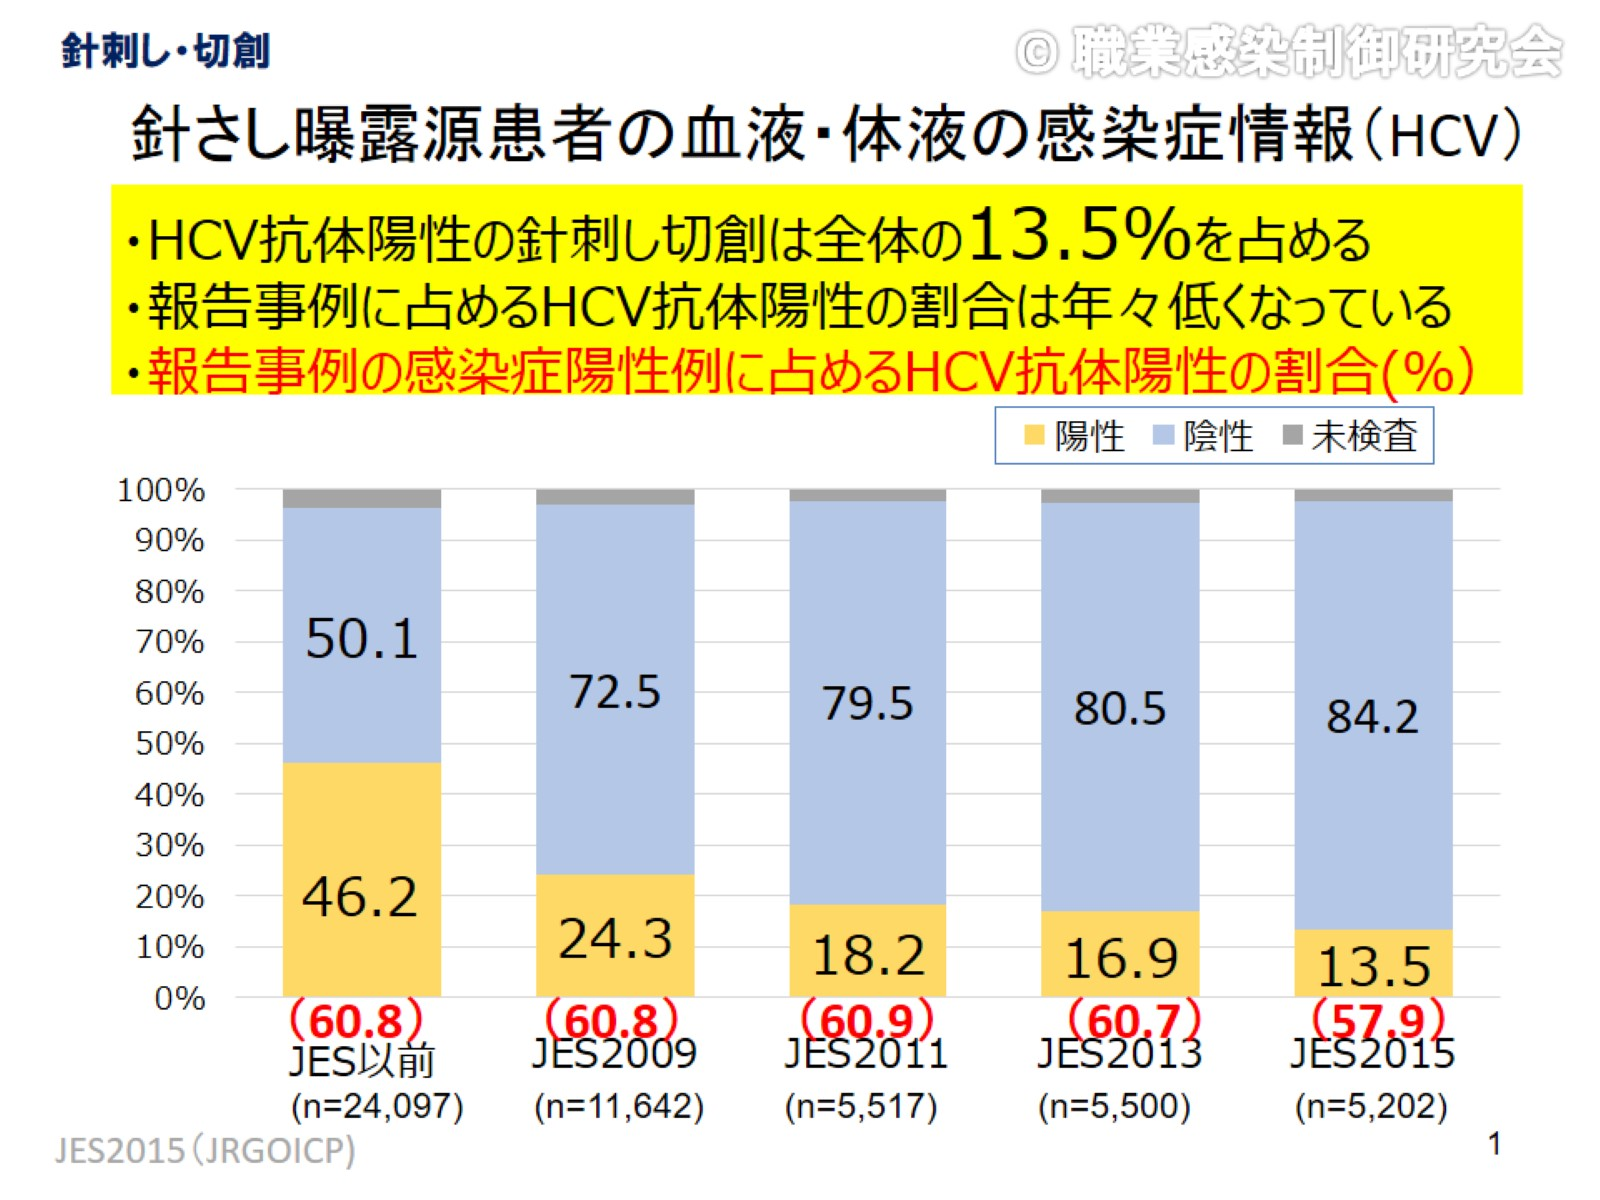 針刺し・切創
© 職業感染制御研究会
針さし曝露源患者の血液・体液の感染症情報（HCV）
・HCV抗体陽性の針刺し切創は全体の13.5%を占める
・報告事例に占めるHCV抗体陽性の割合は年々低くなっている
・報告事例の感染症陽性例に占めるHCV抗体陽性の割合(%）
陽性 陰性 未検査
100%
90%
80%
70%
60%
50%
40%
30%
20%
10%
0%
50.1 72.5 79.5 80.5 84.2
46.2 24.3 18.2 16.9 13.5
（60.8） （60.8） （60.9） （60.7） （57.9）
JES以前 JES2009 JES2011 JES2013 JES2015
(n=24,097) (n=11,642) (n=5,517) (n=5,500) (n=5,202)
JES2015（JRGOICP)
1